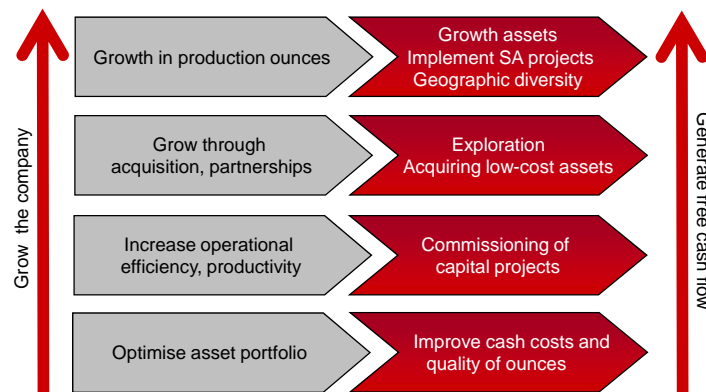 Grow the company
Growth in production ounces
Growth assets
Implement SA projects
Geographic diversity
Grow through
acquisition, partnerships
Exploration
Acquiring low-cost assets
Increase operational
efficiency, productivity
Commissioning of
capital projects
Optimise asset portfolio
Improve cash costs and
quality of ounces
Generate free cash flow